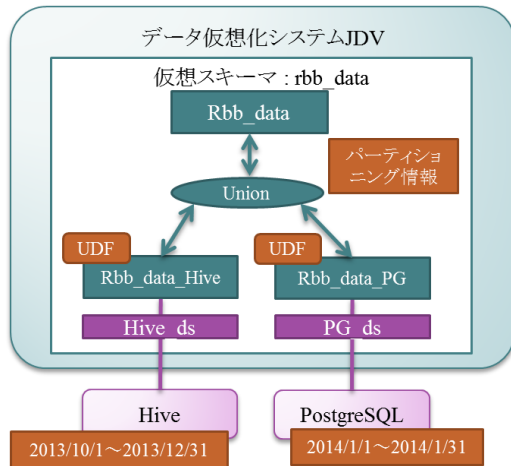 データ仮想化システムJDV
仮想スキーマ : rbb_data
Rbb_data
パーティショ
ニング情報
Union
UDF
UDF
Rbb_data_Hive
Rbb_data_PG
Hive_ds
PG_ds
Hive
PostgreSQL
2013/10/1～2013/12/31
2014/1/1～2014/1/31